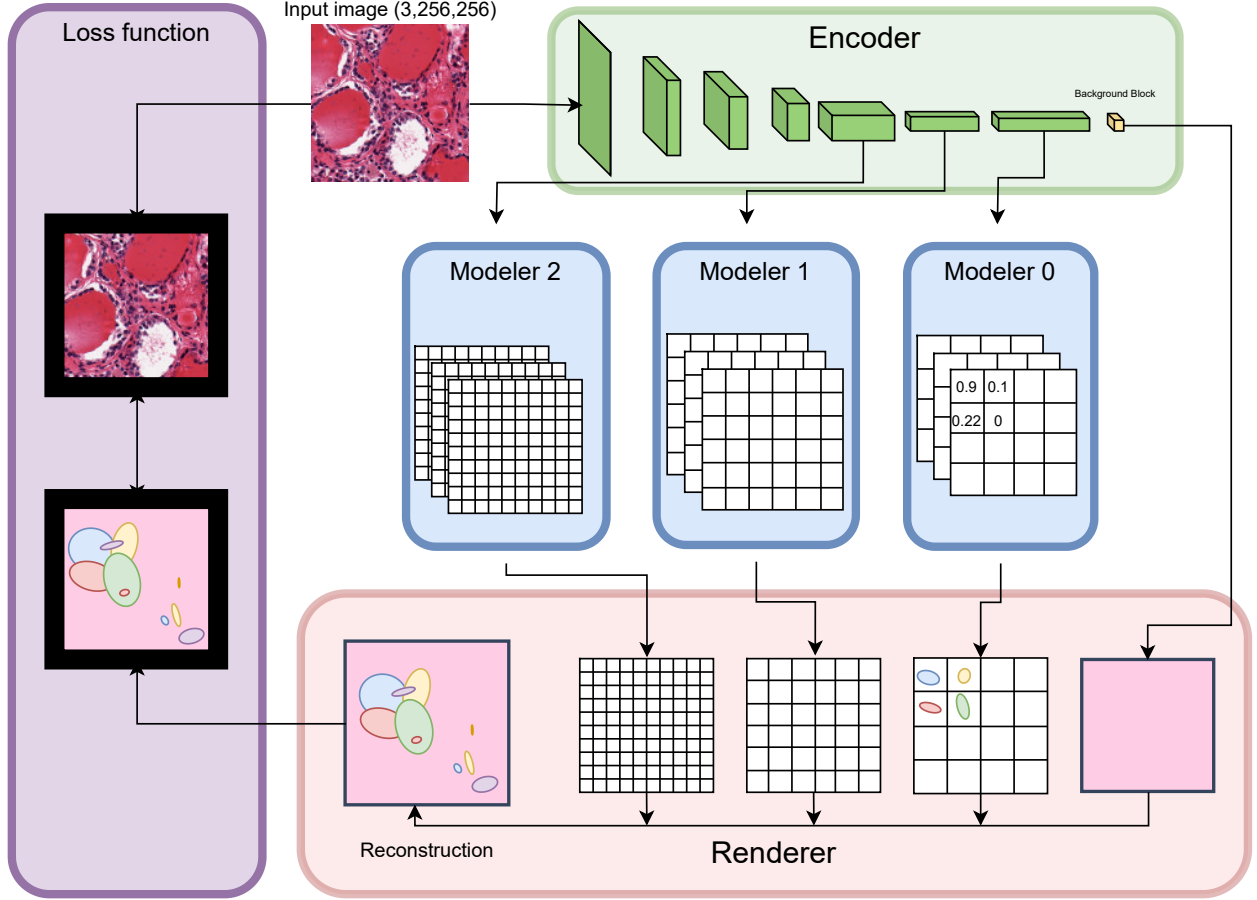 Loss function
Input image (3,256,256)
Encoder
Background Block
Modeler 2
Modeler 1
Modeler 0
0.9 0.1
0.22 0
Reconstruction
Renderer